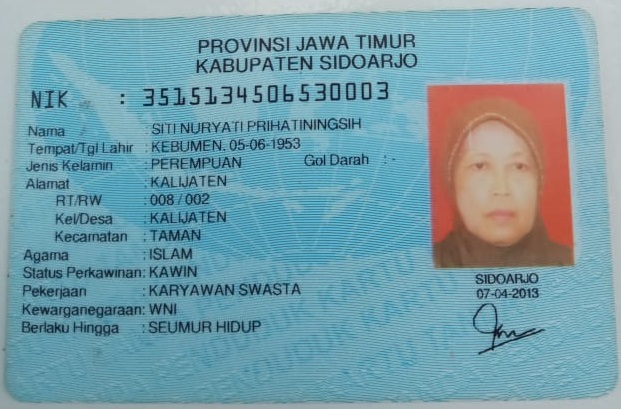 PROVINSI JAWA TIMUR
KABUPATEN SIDOARJO
NIK : 3515134506530003
Nama : SITI NURYATI PRIHATININGSIH
Tempat/Tgl Lahir : KEBUMEN, 05-06-1953
Jenis Kelamin : PEREMPUAN Gol Darah : -
Alamat : KALIJATEN
RT/RW : 008 / 002
Kel/Desa : KALIJATEN
Kecamatan : TAMAN
Agama : ISLAM
Status Perkawinan: KAWIN
Pekerjaan : KARYAWAN SWASTA
Kewarganegaraan: WNI
Berlaku Hingga : SEUMUR HIDUP
SIDOARJO
07-04-2013